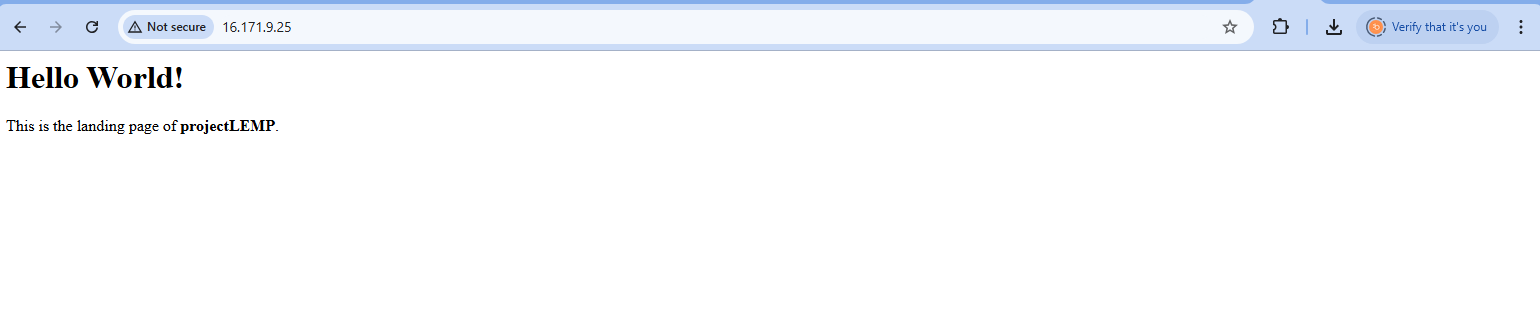 Not secure 16.171.9.25 Verify that it's you
Hello World!
This is the landing page of projectLEMP.